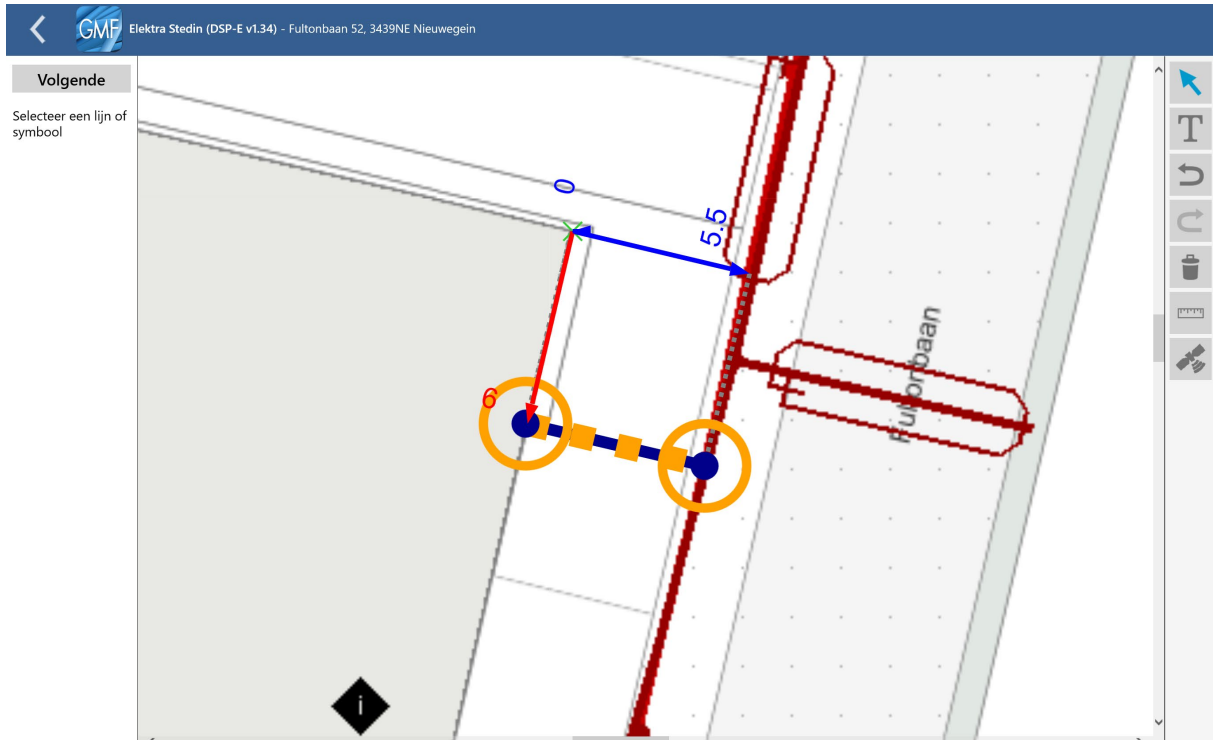 GMF
Elektra Stedin (DSP-E v1.34) - Fultonbaan 52, 3439NE Nieuwegein
Volgende
Selecteer een lijn of
symbool
0
5.5
6
Fultonbaan
i
T